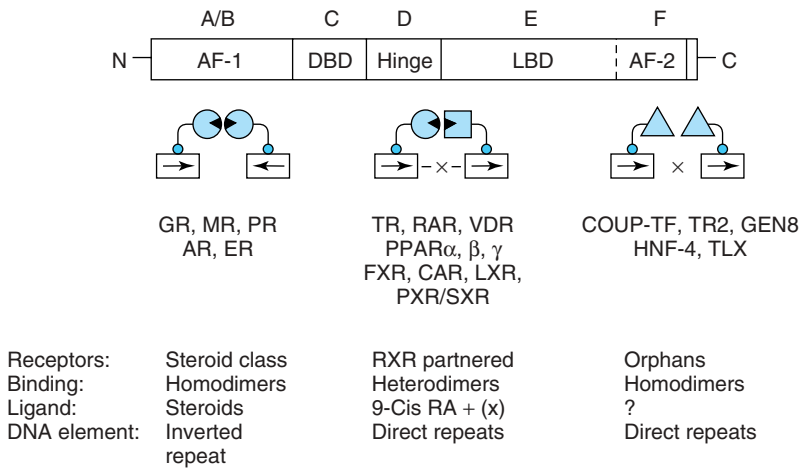 A/B C D E F
N AF-1 DBD Hinge LBD AF-2 C
-×- ×
GR, MR, PR TR, RAR, VDR COUP-TF, TR2, GEN8
AR, ER PPARα, β, γ HNF-4, TLX
FXR, CAR, LXR,
PXR/SXR
Receptors: Steroid class RXR partnered Orphans
Binding: Homodimers Heterodimers Homodimers
Ligand: Steroids 9-Cis RA + (x) ?
DNA element: Inverted Direct repeats Direct repeats
repeat